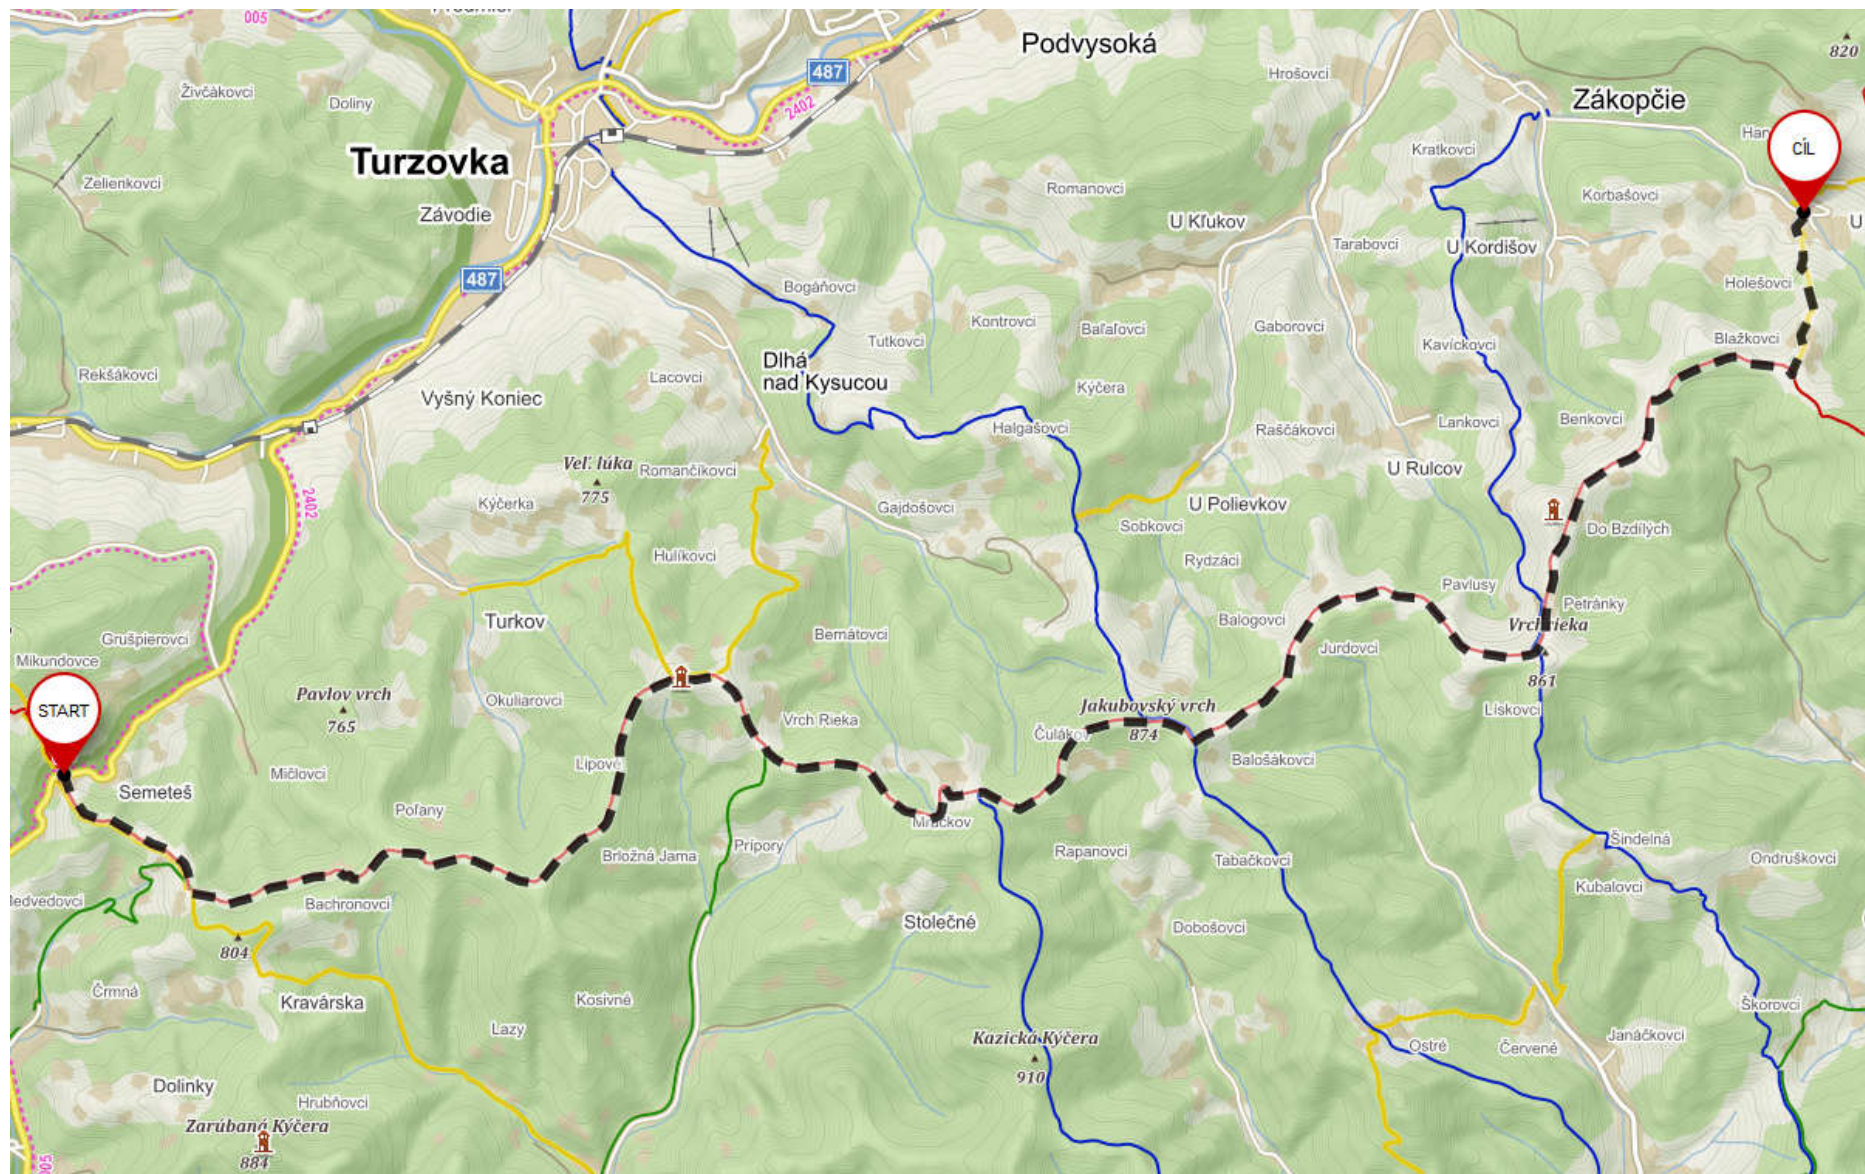 005
487
Podvysoká
820
Živčákovci
Doliny
Hrošovci
Zákopčie
2402
Turzovka
Kratkovci
CÍL
Zelienkovci
Romanovci
Korbašovci
Závodie
U Kľukov
Tarabovci
U Kordišov
U
487
Bogáňovci
Holešovci
Kontrovci
Baľaľovci
Gaborovci
Tutkovci
Kavíckovci
Blažkovci
Dlhá
nad Kysucou
Rekšákovci
Lacovci
Kýčera
Vyšný Koniec
Halgašovci
Raščákovci
Lankovci
Benkovci
Veľ. lúka
775
Romančíkovci
U Rulcov
2402
Kýčerka
Gajdošovci
U Polievkov
Sobkovci
Do Bzdilých
Hulíkovci
Rydzáci
Pavlusy
Petránky
Turkov
Bernátovci
Balogovci
Vrchrieka
861
Grušpierovci
Mikundovce
Jurdovci
START
Pavlov vrch
765
Okuliarovci
Vrch Rieka
Jakubovský vrch
874
Liskovci
Čulákov
Lipové
Balošákovci
Semeteš
Mičlovci
Poľany
Mráčkov
Brložná Jama
Prípory
Rapanovci
Tabačkovci
Šindelná
Ondruškovci
Kubalovci
Bachronovci
Stolečné
Dobošovci
804
Črmná
Kravárska
Kosivné
Lazy
Škorovci
Kazická Kýčera
910
Ostré
Červené
Janáčkovci
Dolinky
Hrubňovci
Zarúbaná Kýčera
884
005